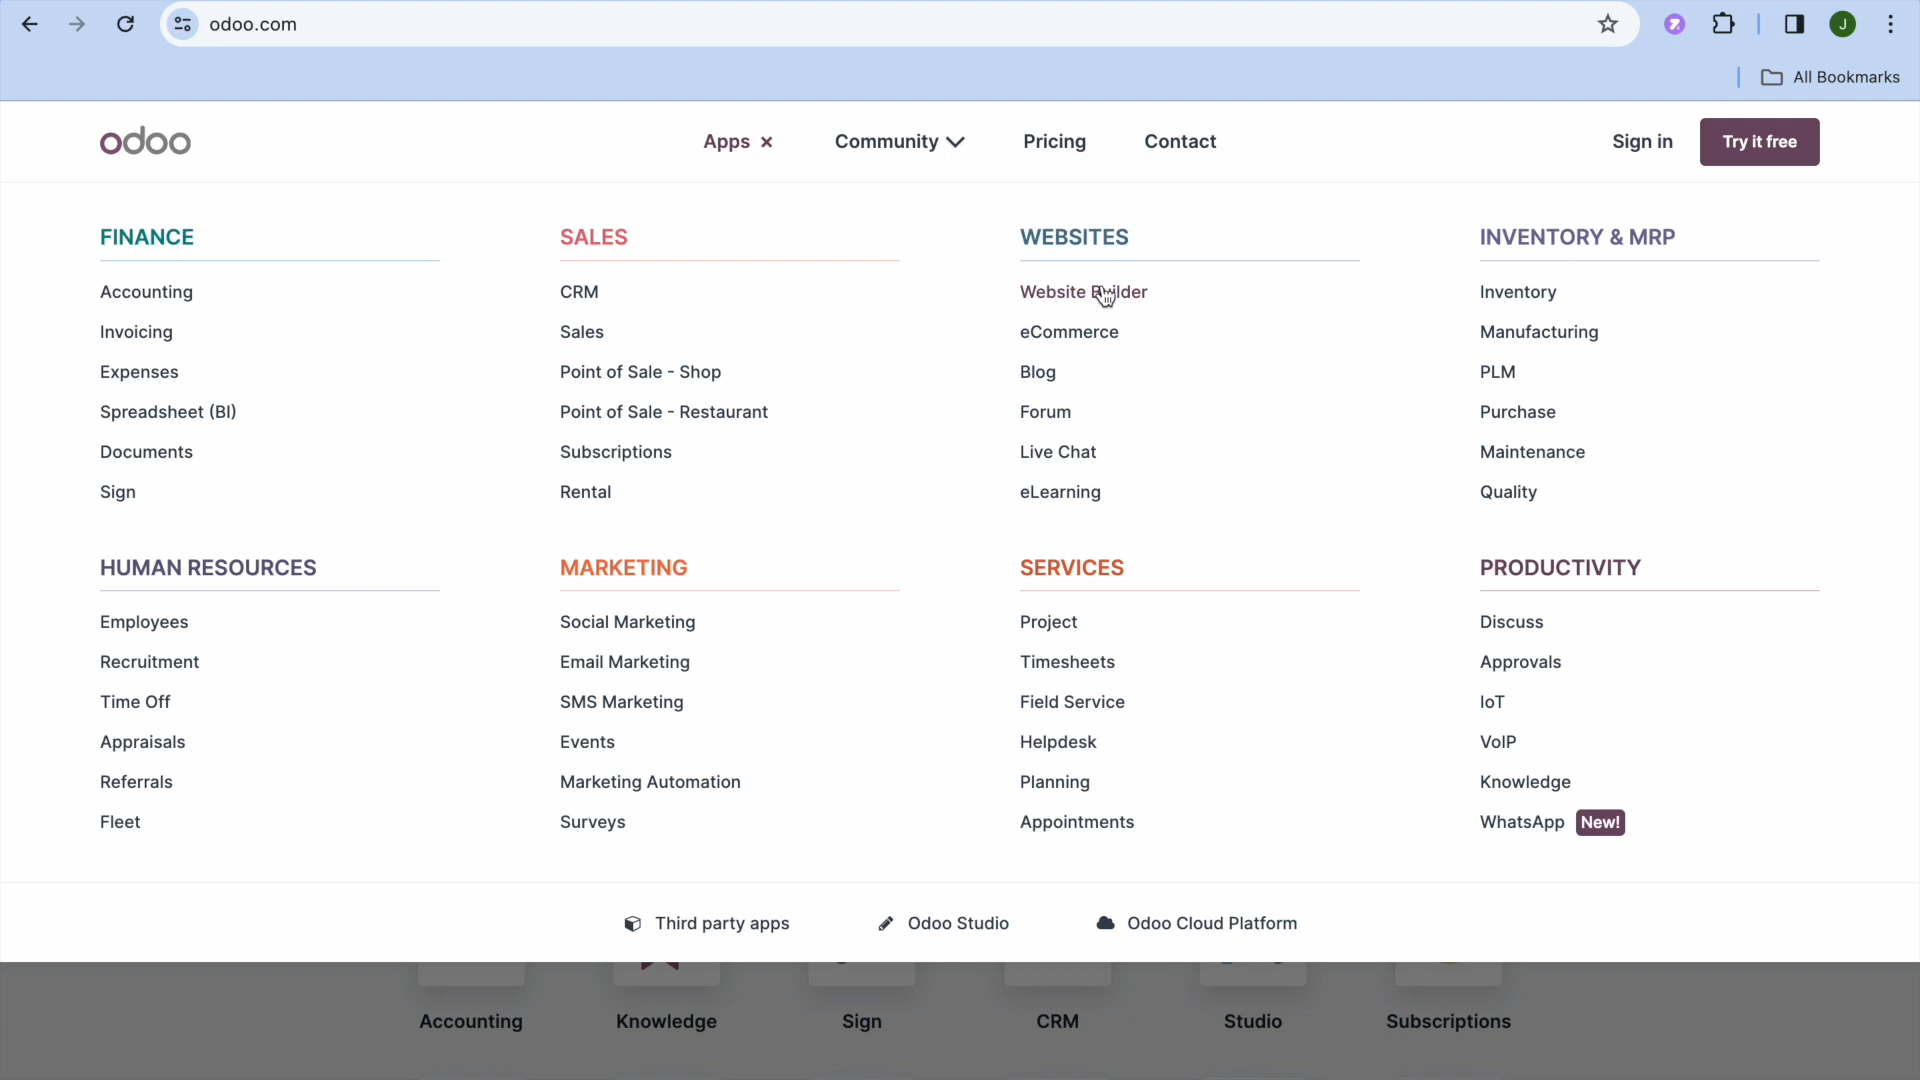 odoo.com
J
All Bookmarks
odoo
Apps
Community
Pricing
Contact
Sign in
Try it free
FINANCE
Accounting
Invoicing
Expenses
Spreadsheet (BI)
Documents
Sign
SALES
CRM
Sales
Point of Sale - Shop
Point of Sale - Restaurant
Subscriptions
Rental
WEBSITES
Website Builder
eCommerce
Blog
Forum
Live Chat
eLearning
INVENTORY & MRP
Inventory
Manufacturing
PLM
Purchase
Maintenance
Quality
HUMAN RESOURCES
Employees
Recruitment
Time Off
Appraisals
Referrals
Fleet
MARKETING
Social Marketing
Email Marketing
SMS Marketing
Events
Marketing Automation
Surveys
SERVICES
Project
Timesheets
Field Service
Helpdesk
Planning
Appointments
PRODUCTIVITY
Discuss
Approvals
IoT
VoIP
Knowledge
WhatsApp New!
Third party apps
Odoo Studio
Odoo Cloud Platform
Accounting
Knowledge
Sign
CRM
Studio
Subscriptions